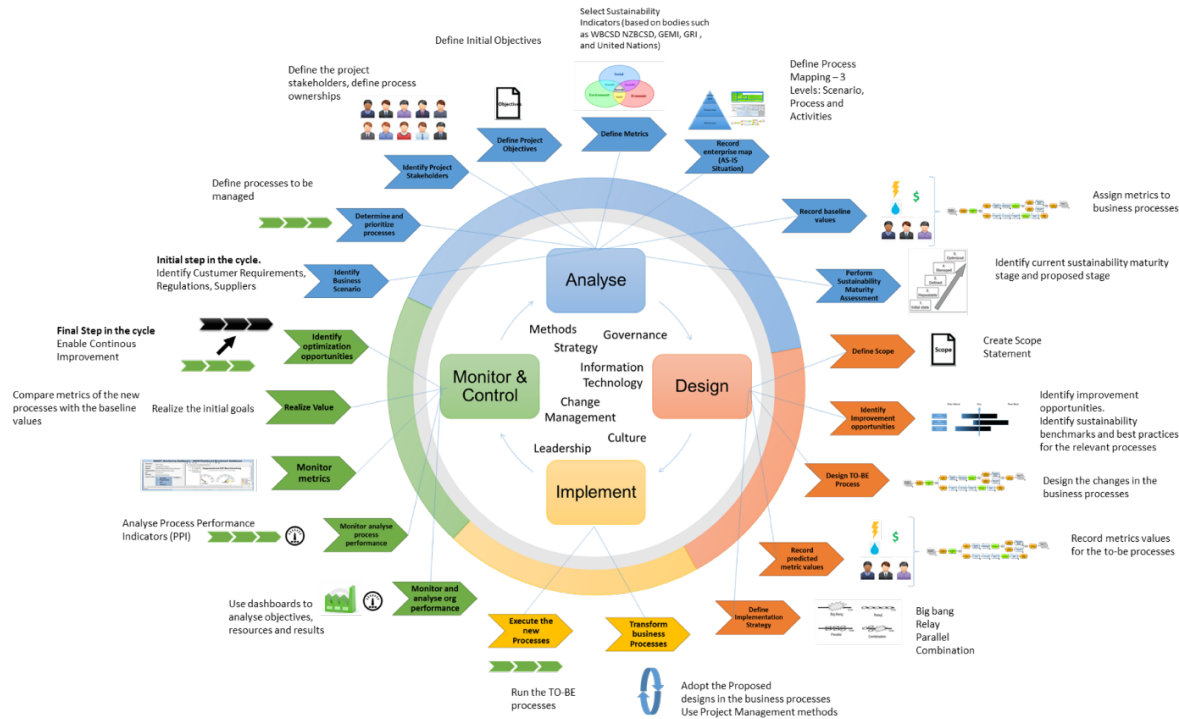 Select Sustainability
Indicators (based on bodies such
as WBCSD NZBCSD, GEMI, GRI ,
and United Nations)
Define Initial Objectives
Define the project
stakeholders, define process
ownerships
Define Process
Mapping – 3
Levels: Scenario,
Process and
Activities
Objectives
Social
Environment
Economic
Define Project
Objectives
Define Metrics
Record
enterprise map
(AS-IS
Situation)
Identify Project
Stakeholders
Define processes to be
managed
Determine and
prioritize processes
Record baseline
values
$
Assign metrics to
business processes
Initial step in the cycle.
Identify Custumer Requirements,
Regulations, Suppliers
Identify
Business
Scenario
Analyse
Perform
Sustainability
Maturity
Assessment
Identify current sustainability maturity
stage and proposed stage
Final Step in the cycle
Enable Continous
Improvement
Identify
optimization
opportunities
Methods
Governance
Strategy
Information
Technology
Change
Management
Culture
Leadership
Monitor &
Control
Design
Implement
Define Scope
Scope
Create Scope
Statement
Compare metrics of the new
processes with the baseline
values
Realize the initial goals
Realize Value
Identify
Improvement
opportunities
Identify improvement
opportunities.
Identify sustainability
benchmarks and best practices
for the relevant processes
Monitor
metrics
Design TO-BE
Process
Design the changes in the
business processes
Analyse Process Performance
Indicators (PPI)
Monitor analyse
process
performance
Record
predicted
metric values
$
Record metrics values
for the to-be processes
Use dashboards to
analyse objectives,
resources and results
Monitor and
analyse org
performance
Execute the
new
Processes
Transform
business
Processes
Define
Implementation
Strategy
Big Bang
Relay
Parallel
Combination
Big bang
Relay
Parallel
Combination
Run the TO-BE
processes
Adopt the Proposed
designs in the business processes
Use Project Management methods